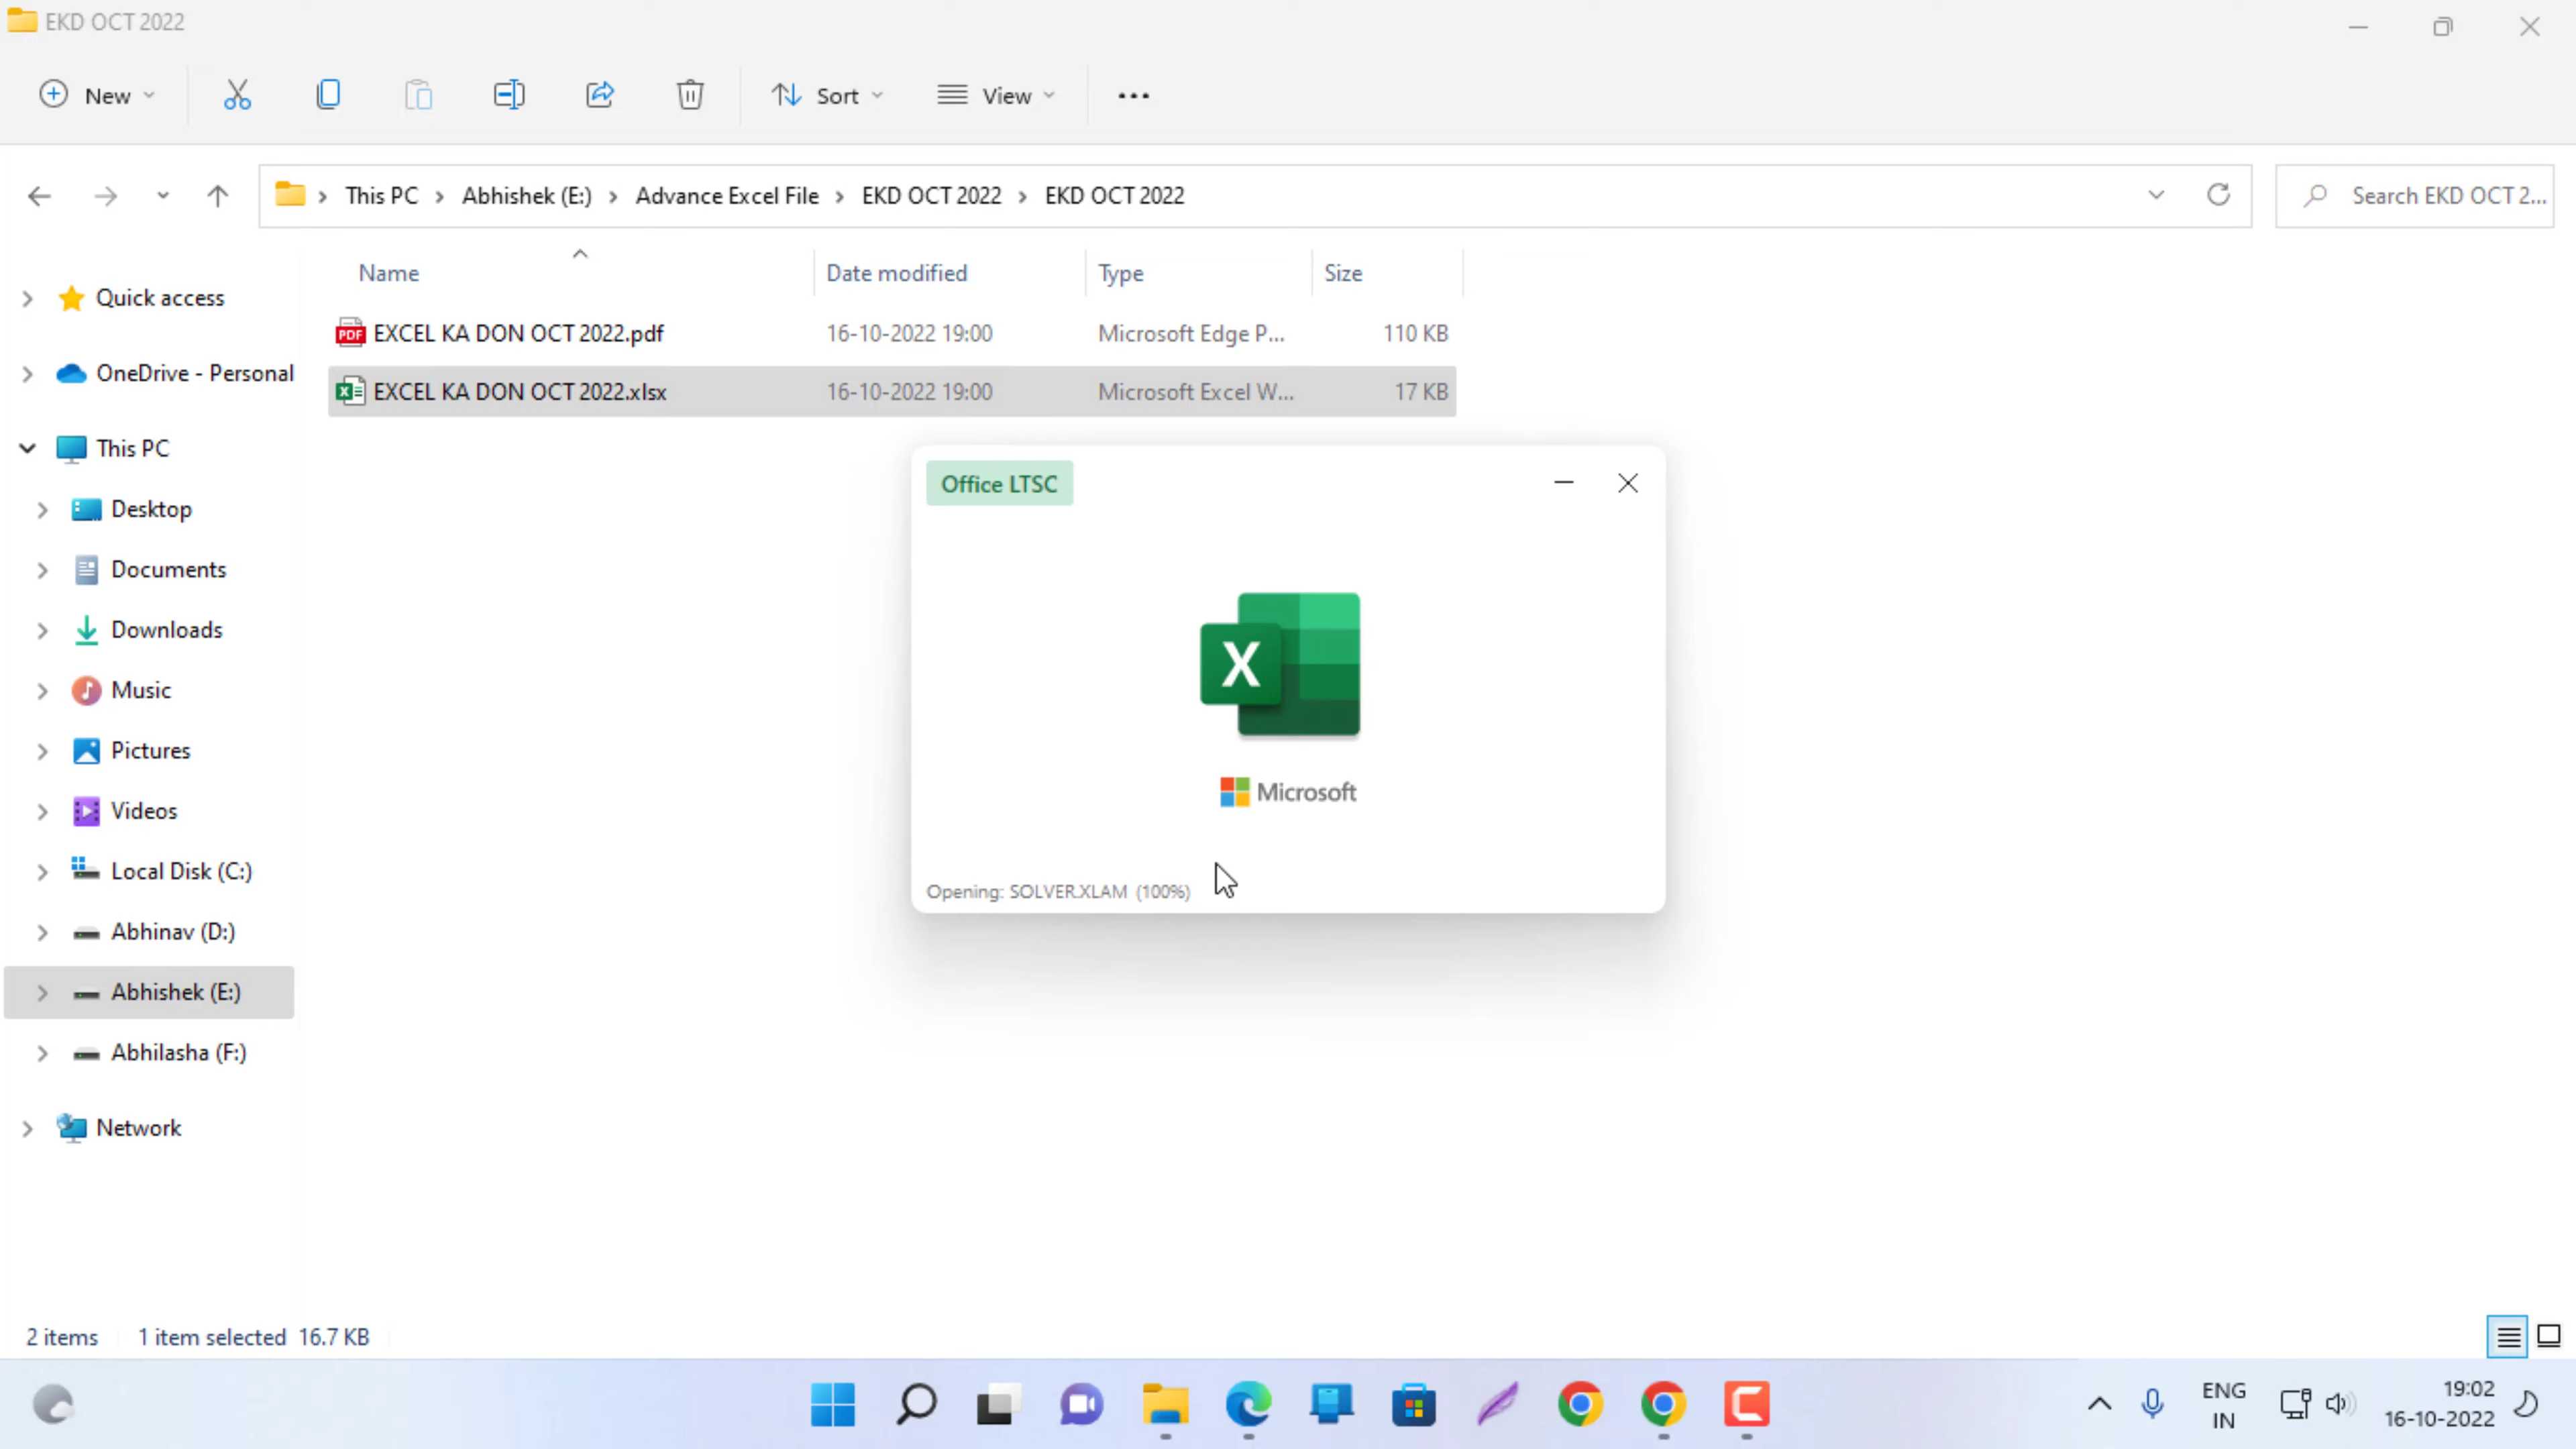 EKD OCT 2022
New
Sort
View
This PC > Abhishek (E:) > Advance Excel File > EKD OCT 2022 > EKD OCT 2022
Search EKD OCT 2...
Name Date modified Type Size
EXCEL KA DON OCT 2022.pdf 16-10-2022 19:00 Microsoft Edge P... 110 KB
EXCEL KA DON OCT 2022.xlsx 16-10-2022 19:00 Microsoft Excel W... 17 KB
Quick access
OneDrive - Personal
This PC
Desktop
Documents
Downloads
Music
Pictures
Videos
Local Disk (C:)
Abhinav (D:)
Abhishek (E:)
Abhilasha (F:)
Network
Office LTSC
X
Microsoft
Opening: SOLVER.XLAM (100%)
2 items 1 item selected 16.7 KB
ENG
IN
19:02
16-10-2022